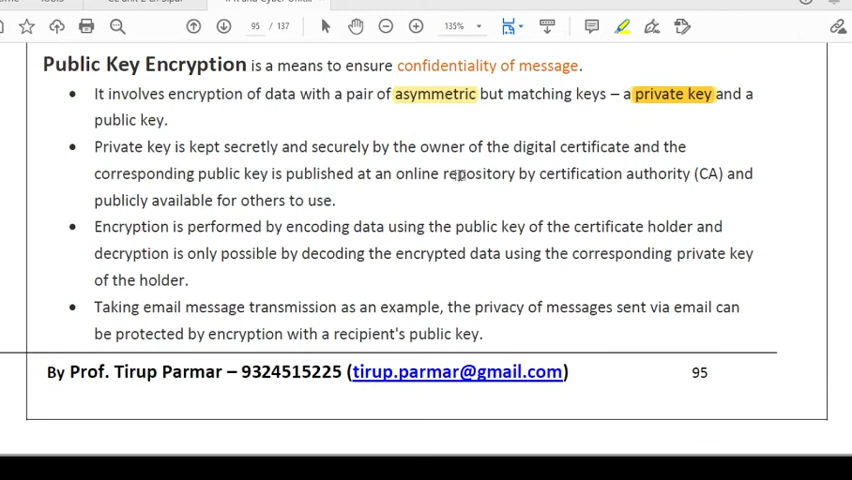 95 / 137
135%
Public Key Encryption is a means to ensure confidentiality of message.
• It involves encryption of data with a pair of asymmetric but matching keys – a private key and a
public key.
• Private key is kept secretly and securely by the owner of the digital certificate and the
corresponding public key is published at an online repository by certification authority (CA) and
publicly available for others to use.
• Encryption is performed by encoding data using the public key of the certificate holder and
decryption is only possible by decoding the encrypted data using the corresponding private key
of the holder.
• Taking email message transmission as an example, the privacy of messages sent via email can
be protected by encryption with a recipient's public key.
By Prof. Tirup Parmar – 9324515225 (tirup.parmar@gmail.com) 95